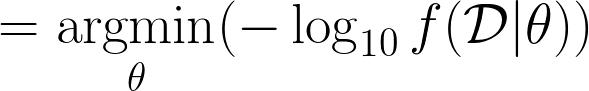 = argmin(− log₁₀ f(𝒟|θ))
θ